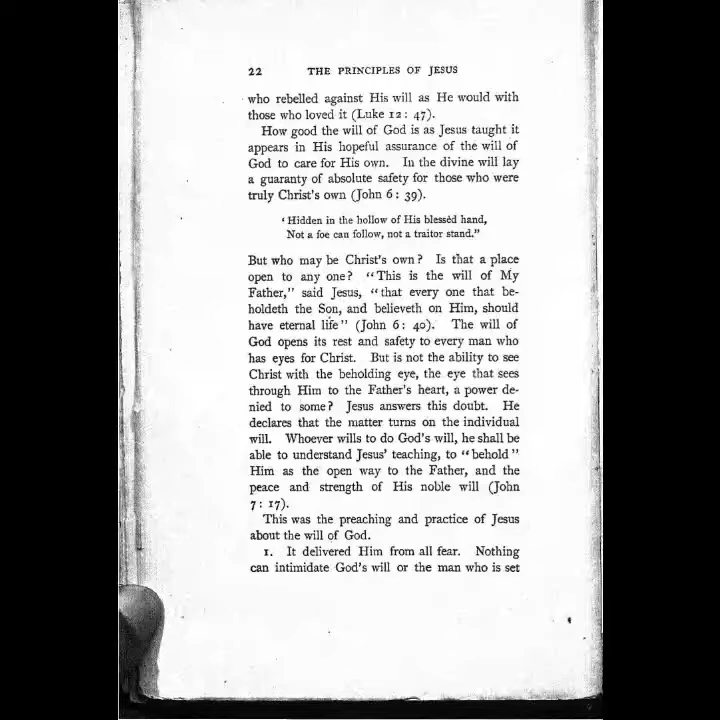 22 THE PRINCIPLES OF JESUS
who rebelled against His will as He would with
those who loved it (Luke 12 : 47).
How good the will of God is as Jesus taught it
appears in His hopeful assurance of the will of
God to care for His own. In the divine will lay
a guaranty of absolute safety for those who were
truly Christ's own (John 6 : 39).
‘ Hidden in the hollow of His blessèd hand,
Not a foe can follow, not a traitor stand.”
But who may be Christ's own ? Is that a place
open to any one ? “This is the will of My
Father,” said Jesus, “that every one that be-
holdeth the Son, and believeth on Him, should
have eternal life” (John 6 : 40). The will of
God opens its rest and safety to every man who
has eyes for Christ. But is not the ability to see
Christ with the beholding eye, the eye that sees
through Him to the Father's heart, a power de-
nied to some ? Jesus answers this doubt. He
declares that the matter turns on the individual
will. Whoever wills to do God's will, he shall be
able to understand Jesus' teaching, to “behold”
Him as the open way to the Father, and the
peace and strength of His noble will (John
7 : 17).
This was the preaching and practice of Jesus
about the will of God.
1. It delivered Him from all fear. Nothing
can intimidate God's will or the man who is set